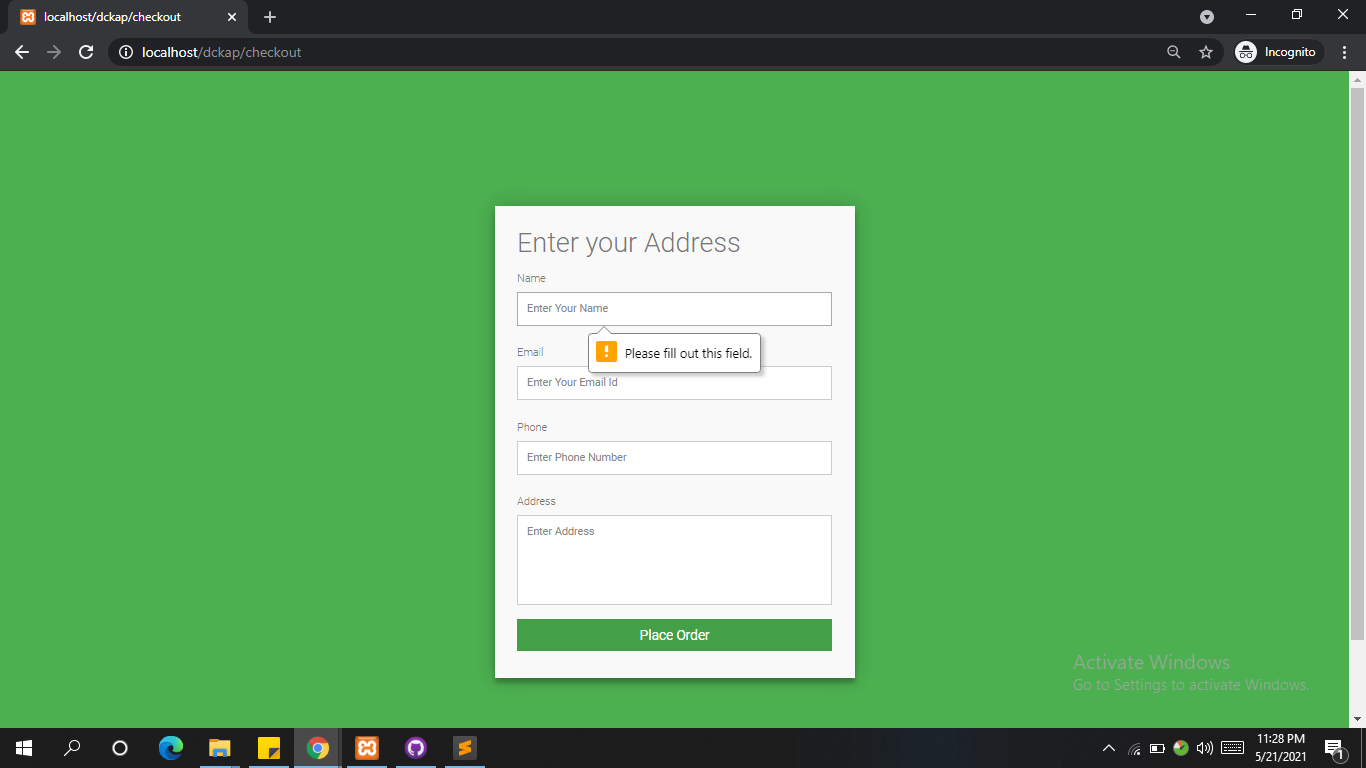 localhost/dckap/checkout
localhost/dckap/checkout
Incognito
Enter your Address
Name
Enter Your Name
Please fill out this field.
Email
Enter Your Email Id
Phone
Enter Phone Number
Address
Enter Address
Place Order
Activate Windows
Go to Settings to activate Windows.
11:28 PM
5/21/2021
1